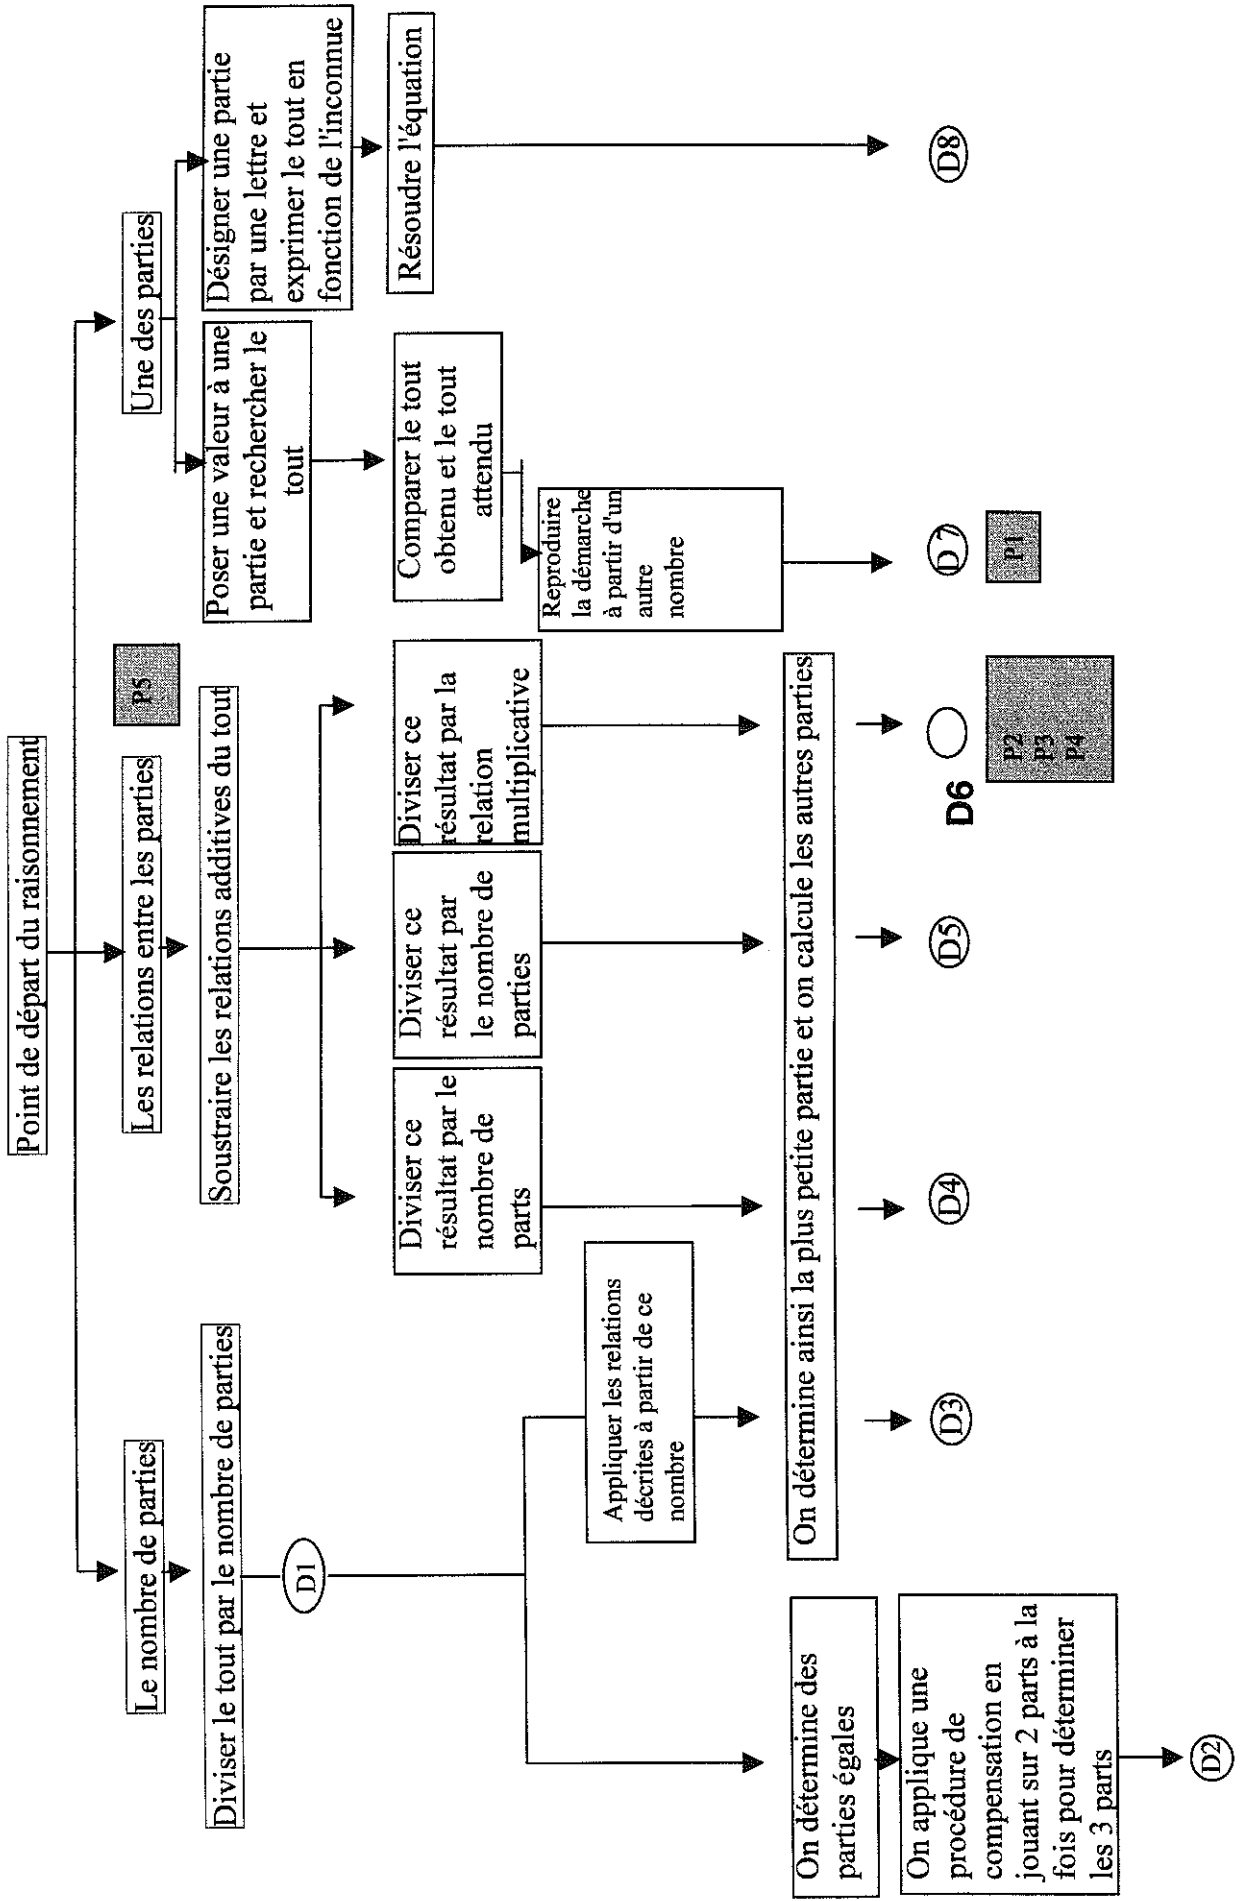 Point de départ du raisonnement
Le nombre de parties
Les relations entre les parties
P5
Une des parties
Diviser le tout par le nombre de parties
Soustraire les relations additives du tout
Poser une valeur à une
partie et rechercher le
tout
Désigner une partie
par une lettre et
exprimer le tout en
fonction de l'inconnue
D1
Diviser ce
résultat par le
nombre de
parts
Diviser ce
résultat par
le nombre de
parties
Diviser ce
résultat par la
relation
multiplicative
Comparer le tout
obtenu et le tout
attendu
Résoudre l'équation
Appliquer les relations
décrites à partir de ce
nombre
Reproduire
la démarche
à partir d'un
autre
nombre
On détermine des
parties égales
On détermine ainsi la plus petite partie et on calcule les autres parties
On applique une
procédure de
compensation en
jouant sur 2 parts à la
fois pour déterminer
les 3 parts
D2
D3
D4
D5
D6
P2
P3
P4
D 7
P1
D8